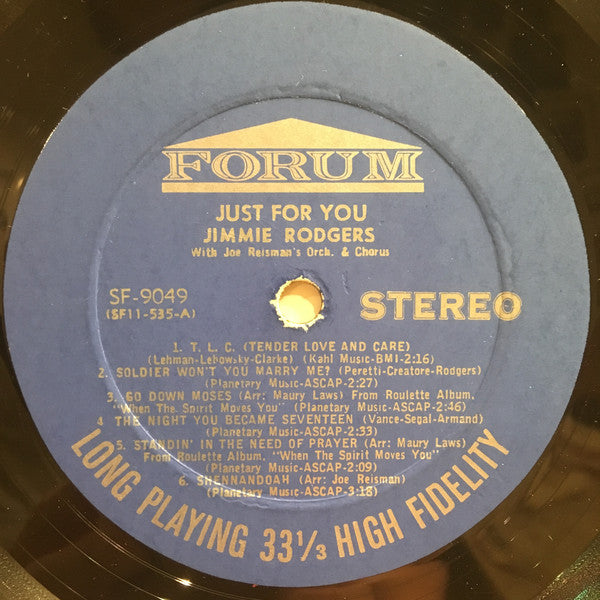 FORUM
JUST FOR YOU
JIMMIE RODGERS
With Joe Reisman's Orch. & Chorus
SF-9049
(SF11-535-A)
STEREO
1. T. L. C. (TENDER LOVE AND CARE)
(Lehman-Lebowsky-Clarke) (Kahl Music-BMI-2:16)
2. SOLDIER WON'T YOU MARRY ME? (Peretti-Creatore-Rodgers)
(Planetary Music-ASCAP-2:27)
3. GO DOWN MOSES (Arr: Maury Laws) From Roulette Album,
"When The Spirit Moves You" (Planetary Music-ASCAP-2:46)
4 THE NIGHT YOU BECAME SEVENTEEN (Vance-Segal-Armand)
(Planetary Music-ASCAP-2:33)
5. STANDIN' IN THE NEED OF PRAYER (Arr: Maury Laws)
From Roulette Album, "When The Spirit Moves You"
(Planetary Music-ASCAP-2:09)
6. SHENNANDOAH (Arr: Joe Reisman)
(Planetary Music-ASCAP-3:18)
LONG PLAYING 33 1/3 HIGH FIDELITY